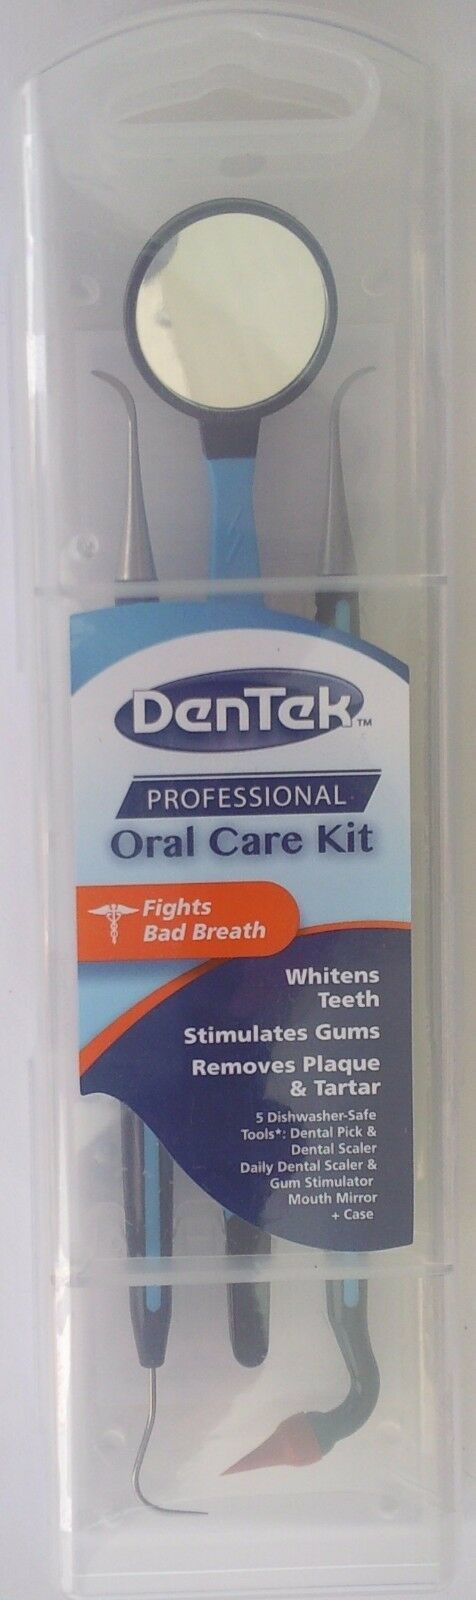 DenTek™
PROFESSIONAL
Oral Care Kit
Fights
Bad Breath
Whitens
Teeth
Stimulates Gums
Removes Plaque
& Tartar
5 Dishwasher-Safe
Tools*: Dental Pick &
Dental Scaler
Daily Dental Scaler &
Gum Stimulator
Mouth Mirror
+ Case